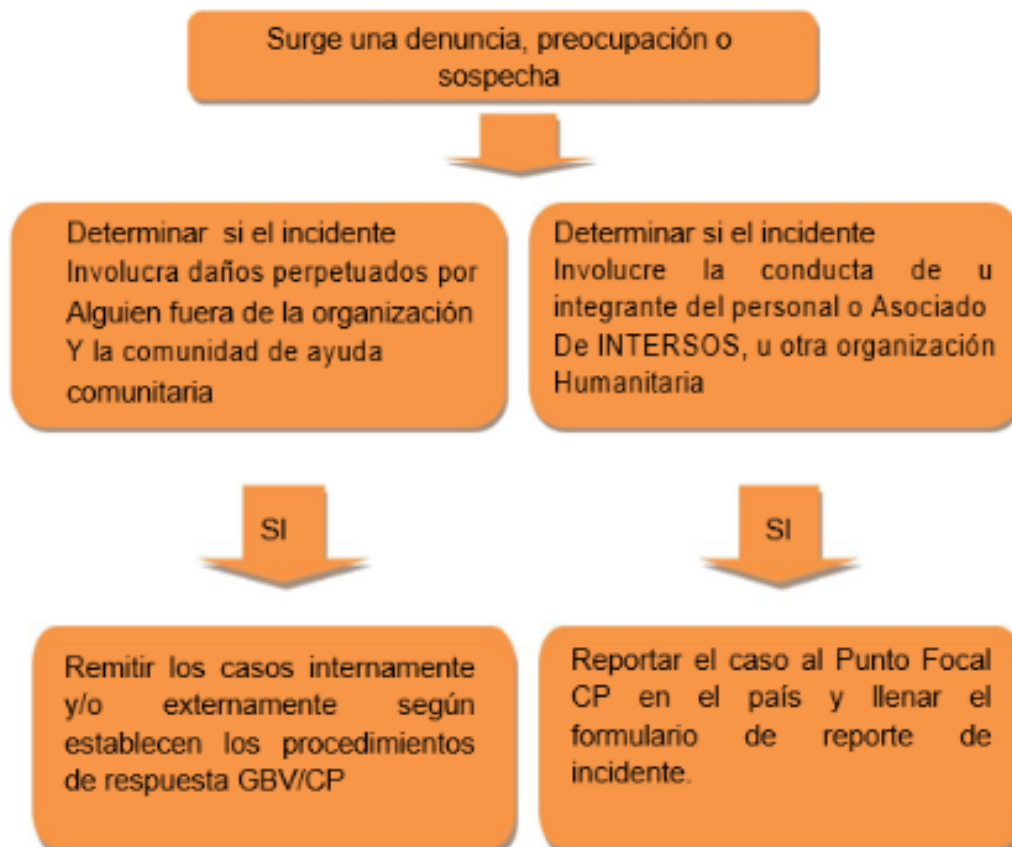 Surge una denuncia, preocupación o
sospecha
Determinar si el incidente
Involucra daños perpetuados por
Alguien fuera de la organización
Y la comunidad de ayuda
comunitaria
Determinar si el incidente
Involucre la conducta de u
integrante del personal o Asociado
De INTERSOS, u otra organización
Humanitaria
SI
SI
Remitir los casos internamente
y/o externamente según
establecen los procedimientos
de respuesta GBV/CP
Reportar el caso al Punto Focal
CP en el país y llenar el
formulario de reporte de
incidente.